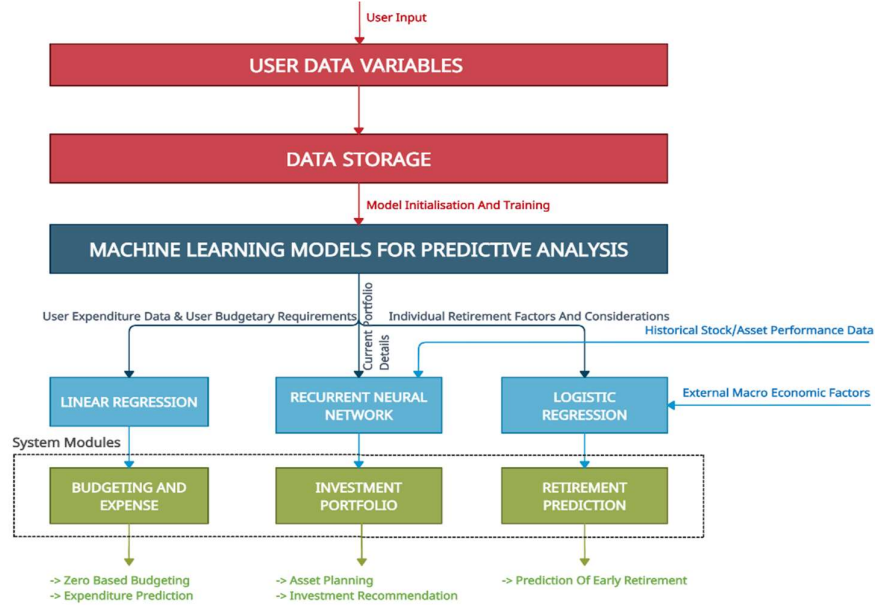 User Input
USER DATA VARIABLES
DATA STORAGE
Model Initialisation And Training
MACHINE LEARNING MODELS FOR PREDICTIVE ANALYSIS
User Expenditure Data & User Budgetary Requirements
Current Portfolio
Details
Individual Retirement Factors And Considerations
Historical Stock/Asset Performance Data
LINEAR REGRESSION
RECURRENT NEURAL
NETWORK
LOGISTIC
REGRESSION
External Macro Economic Factors
System Modules
BUDGETING AND
EXPENSE
INVESTMENT
PORTFOLIO
RETIREMENT
PREDICTION
-> Zero Based Budgeting
-> Expenditure Prediction
-> Asset Planning
-> Investment Recommendation
-> Prediction Of Early Retirement